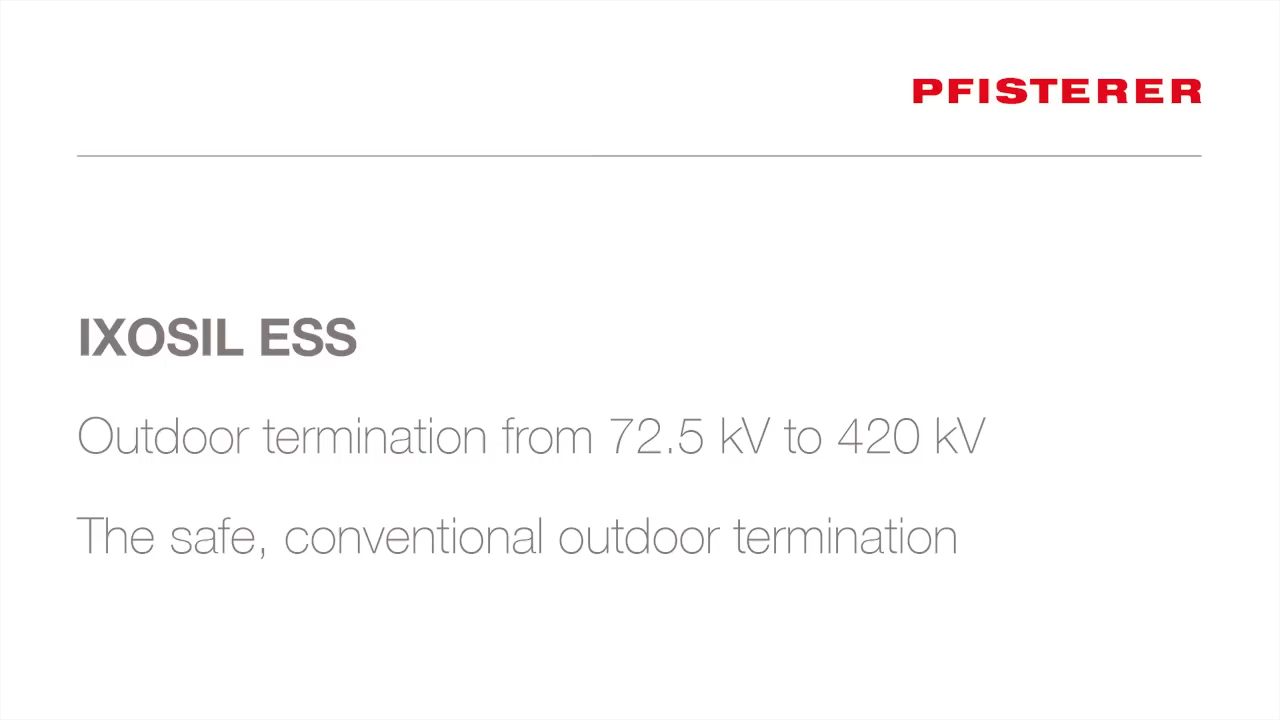 PFISTERER
IXOSIL ESS
Outdoor termination from 72.5 kV to 420 kV
The safe, conventional outdoor termination